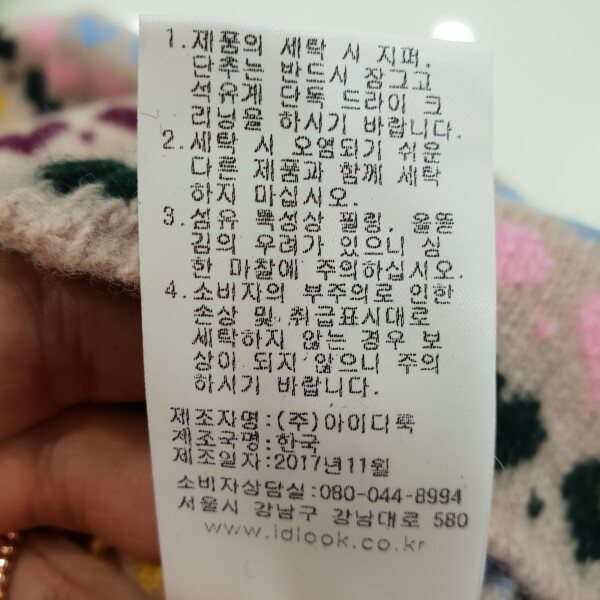 1. 제품의 세탁 시 지퍼,
단추는 반드시 잠그고
석유계 단독 드라이 크
리닝을 하시기 바랍니다.
2. 세탁 시 오염되기 쉬운
다른 제품과 함께 세탁
하지 마십시오.
3. 섬유 특성상 필링, 올뜯
김의 우려가 있으니 심
한 마찰에 주의하십시오.
4. 소비자의 부주의로 인한
손상 및 취급표시대로
세탁하지 않는 경우 보
상이 되지 않으니 주의
하시기 바랍니다.
제조자명:(주)아이디룩
제조국명:한국
제조일자:2017년11월
소비자상담실:080-044-8994
서울시 강남구 강남대로 580
www.idlook.co.kr